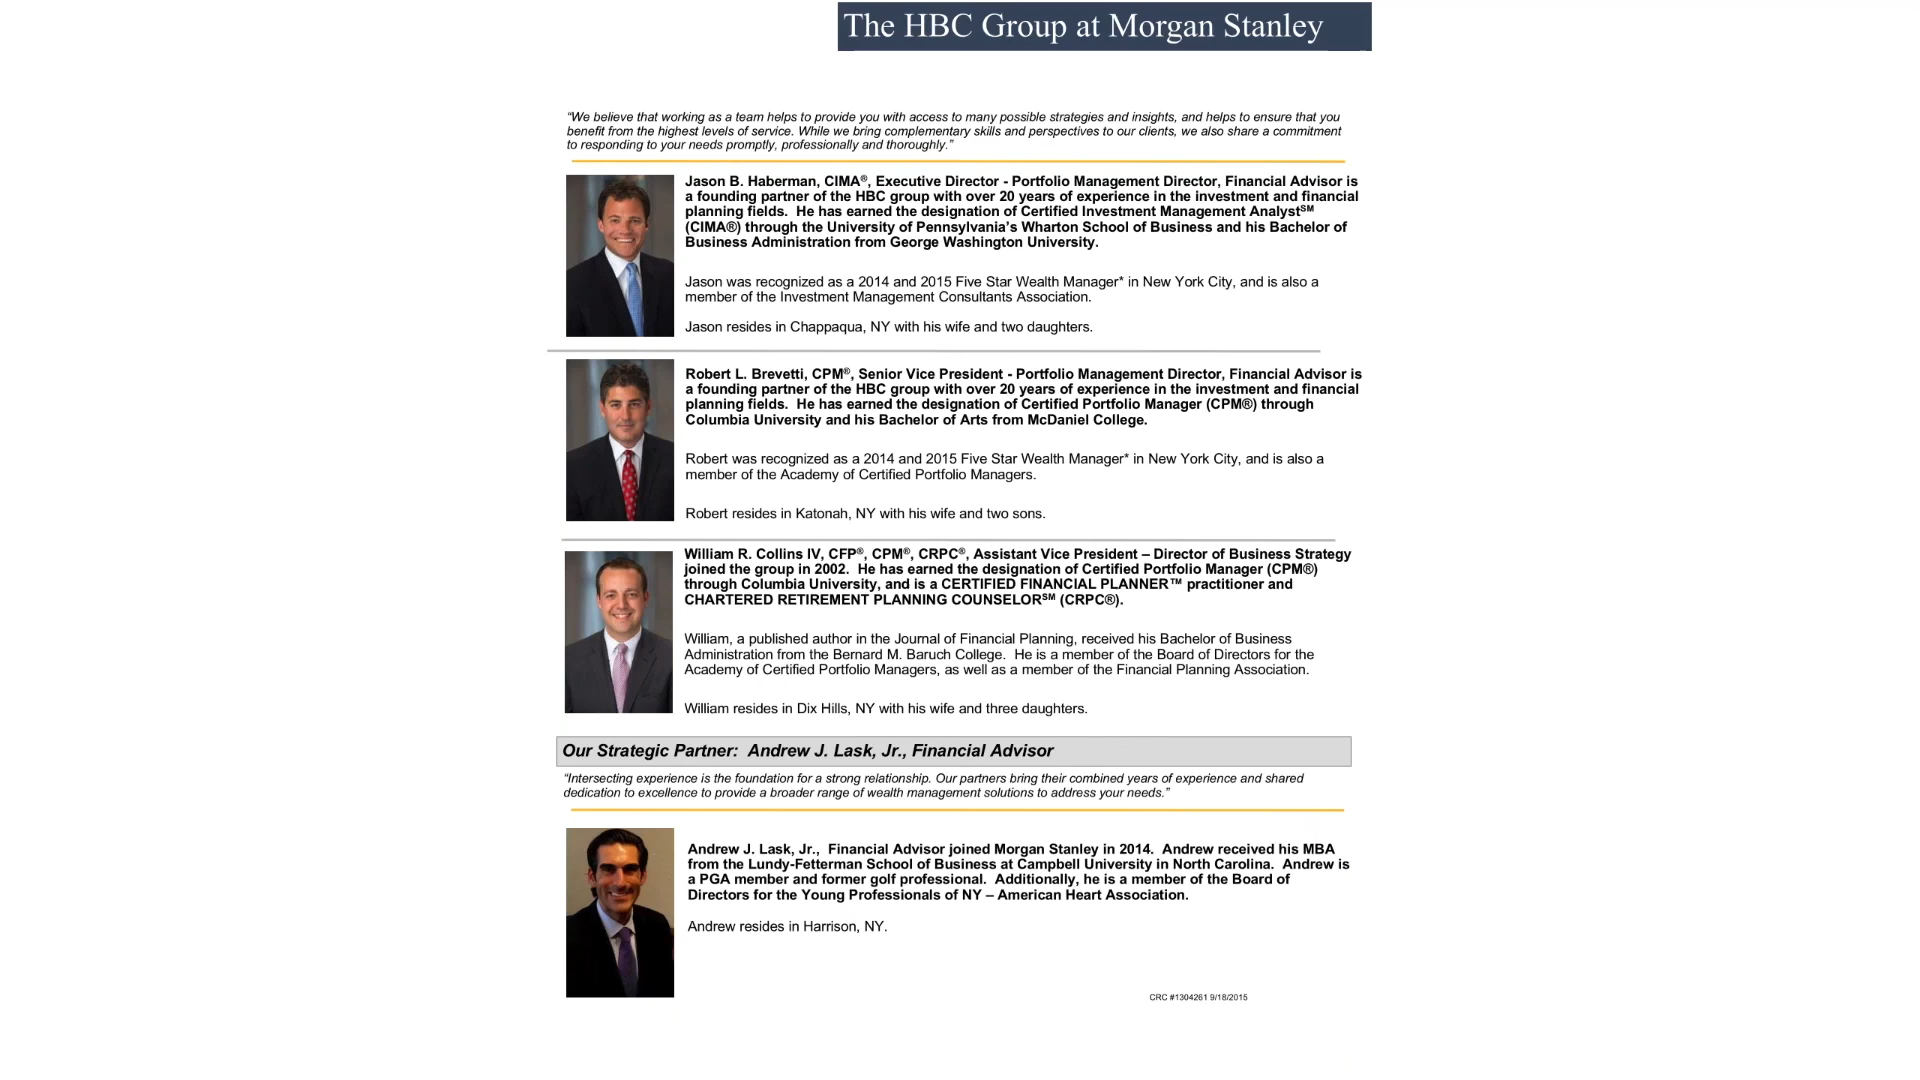 The HBC Group at Morgan Stanley
“We believe that working as a team helps to provide you with access to many possible strategies and insights, and helps to ensure that you
benefit from the highest levels of service. While we bring complementary skills and perspectives to our clients, we also share a commitment
to responding to your needs promptly, professionally and thoroughly.”
Jason B. Haberman, CIMA®, Executive Director - Portfolio Management Director, Financial Advisor is
a founding partner of the HBC group with over 20 years of experience in the investment and financial
planning fields.  He has earned the designation of Certified Investment Management Analyst℠
(CIMA®) through the University of Pennsylvania’s Wharton School of Business and his Bachelor of
Business Administration from George Washington University.
Jason was recognized as a 2014 and 2015 Five Star Wealth Manager* in New York City, and is also a
member of the Investment Management Consultants Association.
Jason resides in Chappaqua, NY with his wife and two daughters.
Robert L. Brevetti, CPM®, Senior Vice President - Portfolio Management Director, Financial Advisor is
a founding partner of the HBC group with over 20 years of experience in the investment and financial
planning fields.  He has earned the designation of Certified Portfolio Manager (CPM®) through
Columbia University and his Bachelor of Arts from McDaniel College.
Robert was recognized as a 2014 and 2015 Five Star Wealth Manager* in New York City, and is also a
member of the Academy of Certified Portfolio Managers.
Robert resides in Katonah, NY with his wife and two sons.
William R. Collins IV, CFP®, CPM®, CRPC®, Assistant Vice President – Director of Business Strategy
joined the group in 2002.  He has earned the designation of Certified Portfolio Manager (CPM®)
through Columbia University, and is a CERTIFIED FINANCIAL PLANNER™ practitioner and
CHARTERED RETIREMENT PLANNING COUNSELOR℠ (CRPC®).
William, a published author in the Journal of Financial Planning, received his Bachelor of Business
Administration from the Bernard M. Baruch College.  He is a member of the Board of Directors for the
Academy of Certified Portfolio Managers, as well as a member of the Financial Planning Association.
William resides in Dix Hills, NY with his wife and three daughters.
Our Strategic Partner:  Andrew J. Lask, Jr., Financial Advisor
“Intersecting experience is the foundation for a strong relationship. Our partners bring their combined years of experience and shared
dedication to excellence to provide a broader range of wealth management solutions to address your needs.”
Andrew J. Lask, Jr.,  Financial Advisor joined Morgan Stanley in 2014.  Andrew received his MBA
from the Lundy-Fetterman School of Business at Campbell University in North Carolina.  Andrew is
a PGA member and former golf professional.  Additionally, he is a member of the Board of
Directors for the Young Professionals of NY – American Heart Association.
Andrew resides in Harrison, NY.
CRC #1304261 9/18/2015